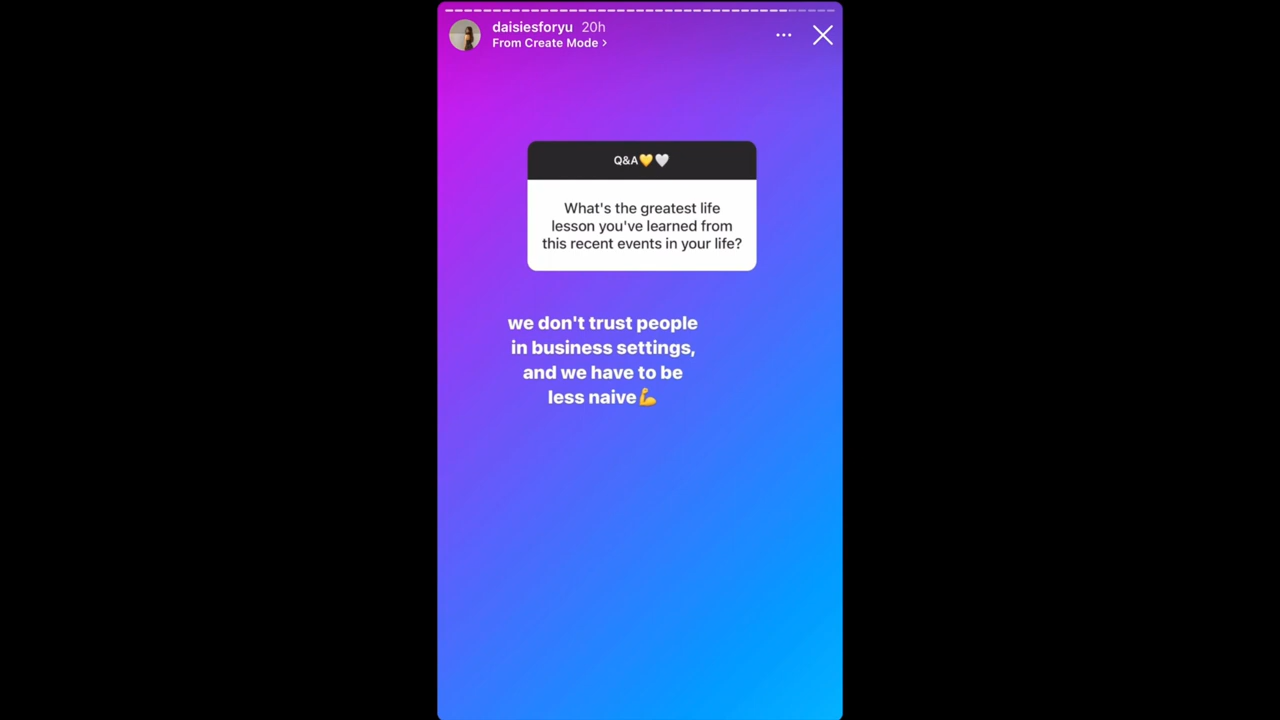 daisiesforyu 20h
From Create Mode >
Q&A💛🤍
What's the greatest life
lesson you've learned from
this recent events in your life?
we don't trust people
in business settings,
and we have to be
less naive💪